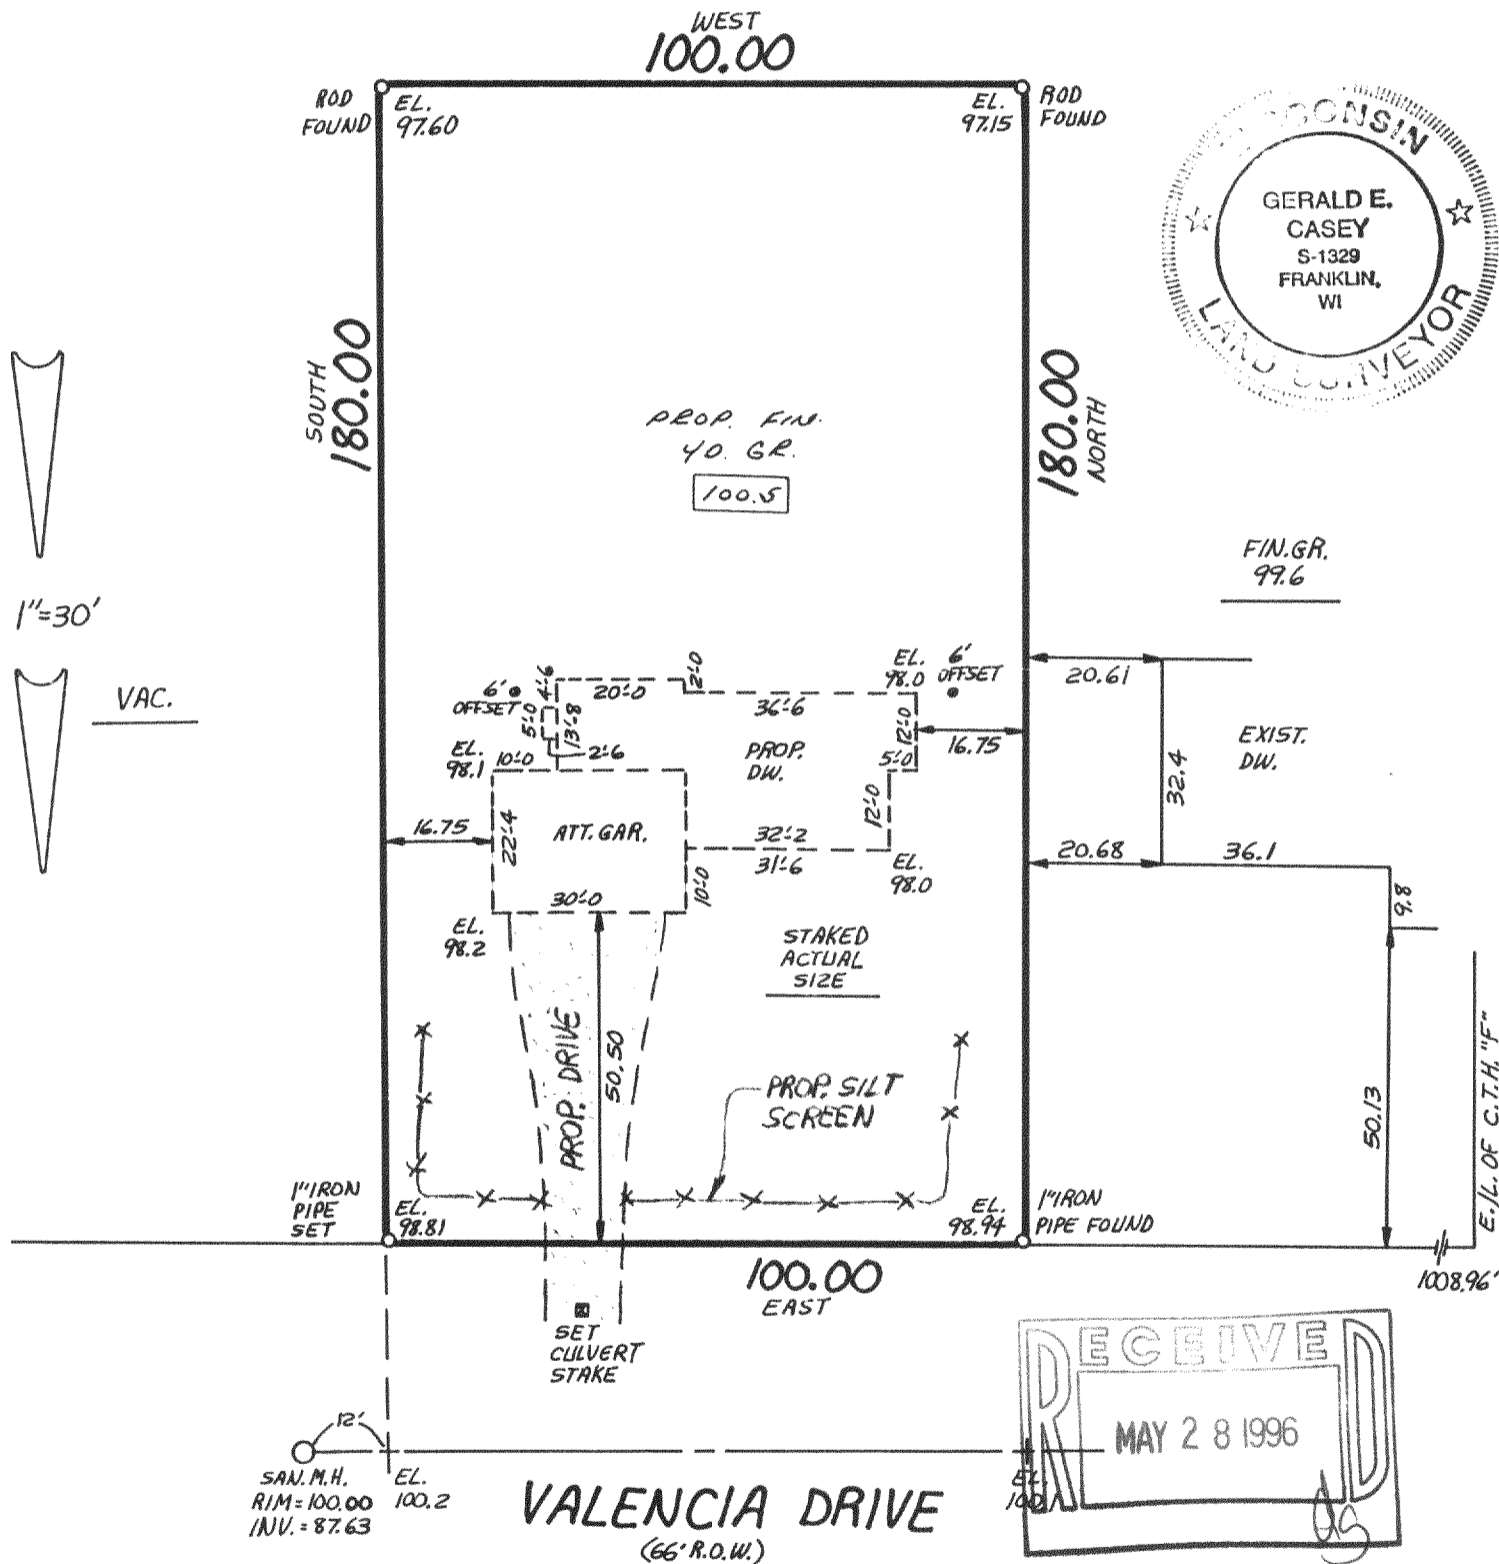 WEST
100.00
ROD
FOUND
EL.
97.60
EL.
97.15
ROD
FOUND
GERALD E.
CASEY
S-1329
FRANKLIN,
WI
LAND SURVEYOR
SOUTH
180.00
180.00
NORTH
PROP. FIN.
YD. GR.
100.5
FIN.GR.
99.6
1"=30'
VAC.
6'
OFFSET
4'-6
20'-0
2'-0
36'-6
EL.
98.0
6'
OFFSET
20.61
5'-0
13'-8
2'-6
PROP.
DW.
12'-0
5'-0
16.75
EXIST.
DW.
32.4
EL.
98.1
10'-0
16.75
22'-4
ATT. GAR.
32'-2
31'-6
12'-0
EL.
98.0
20.68
36.1
9.8
30'-0
10'-0
EL.
98.2
STAKED
ACTUAL
SIZE
PROP. DRIVE
50.50
PROP. SILT
SCREEN
50.13
E./L. OF C.T.H. "F"
1" IRON
PIPE
SET
EL.
98.81
EL.
98.94
1" IRON
PIPE FOUND
100.00
EAST
1008.96'
SET
CULVERT
STAKE
RECEIVED
MAY 28 1996
ds
12'
SAN. M.H.
RIM = 100.00
INV. = 87.63
EL.
100.2
EL.
VALENCIA DRIVE
(66' R.O.W.)